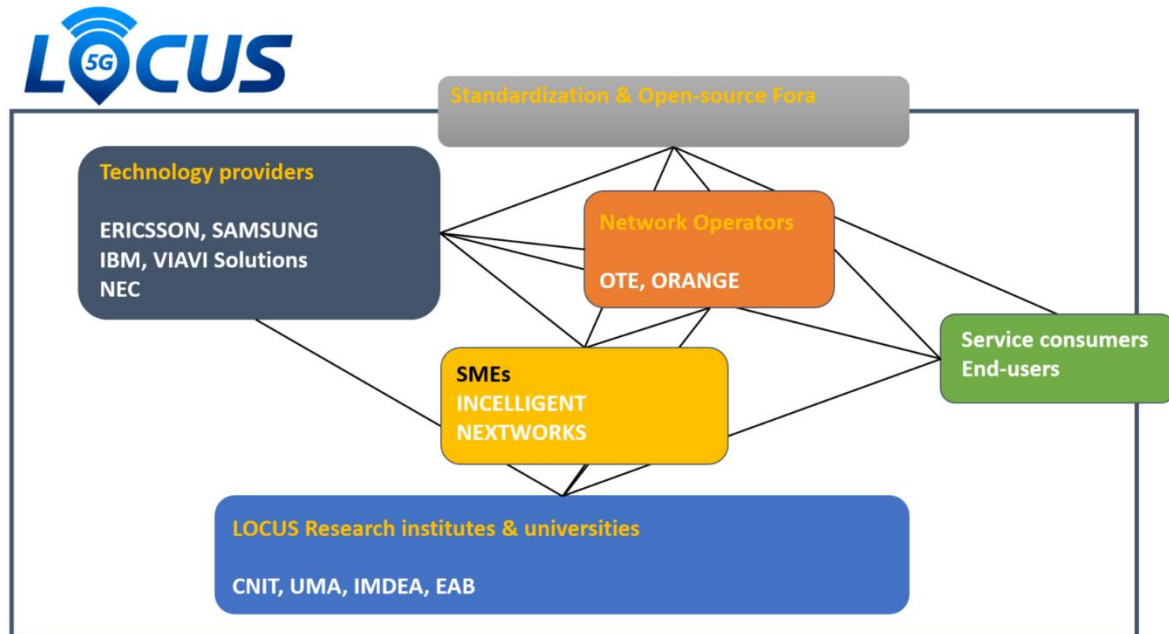 LOCUS
5G
Standardization & Open-source Fora
Technology providers
ERICSSON, SAMSUNG
IBM, VIAVI Solutions
NEC
Network Operators
OTE, ORANGE
Service consumers
End-users
SMEs
INCELLIGENT
NEXTWORKS
LOCUS Research institutes & universities
CNIT, UMA, IMDEA, EAB